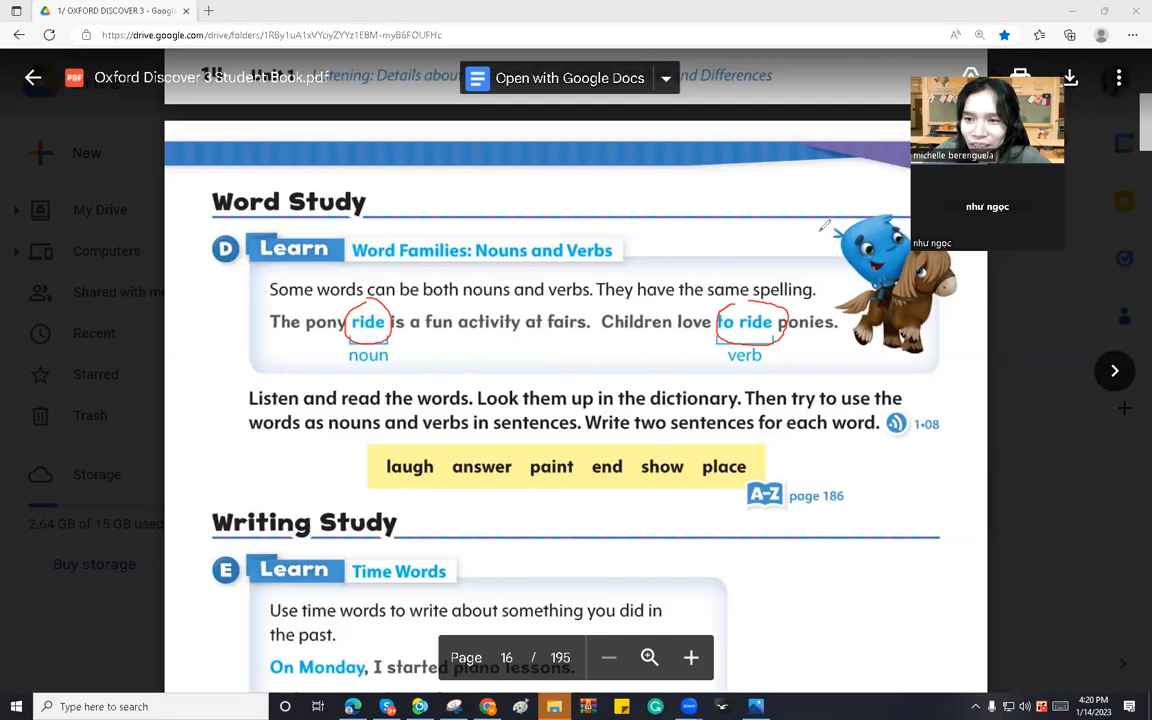 1/ OXFORD DISCOVER 3 - Googl
https://drive.google.com/drive/folders/1RBy1uA1xVYciyZYYz1E8M-myB6FOUFHc
Oxford Discover 3 Student Book.pdf
Open with Google Docs
tening: Details abou
nd Differences
New
My Drive
Computers
Shared with me
Recent
Starred
Trash
Storage
2.64 GB of 15 GB used
Buy storage
michelle berenguela
như ngọc
như ngọc
Word Study
D Learn Word Families: Nouns and Verbs
Some words can be both nouns and verbs. They have the same spelling.
The pony ride is a fun activity at fairs. Children love to ride ponies.
noun verb
Listen and read the words. Look them up in the dictionary. Then try to use the
words as nouns and verbs in sentences. Write two sentences for each word. 1•08
laugh answer paint end show place
A-Z page 186
Writing Study
E Learn Time Words
Use time words to write about something you did in
the past.
On Monday, I started piano lessons.
Page 16 / 195
Type here to search
4:20 PM
1/14/2023